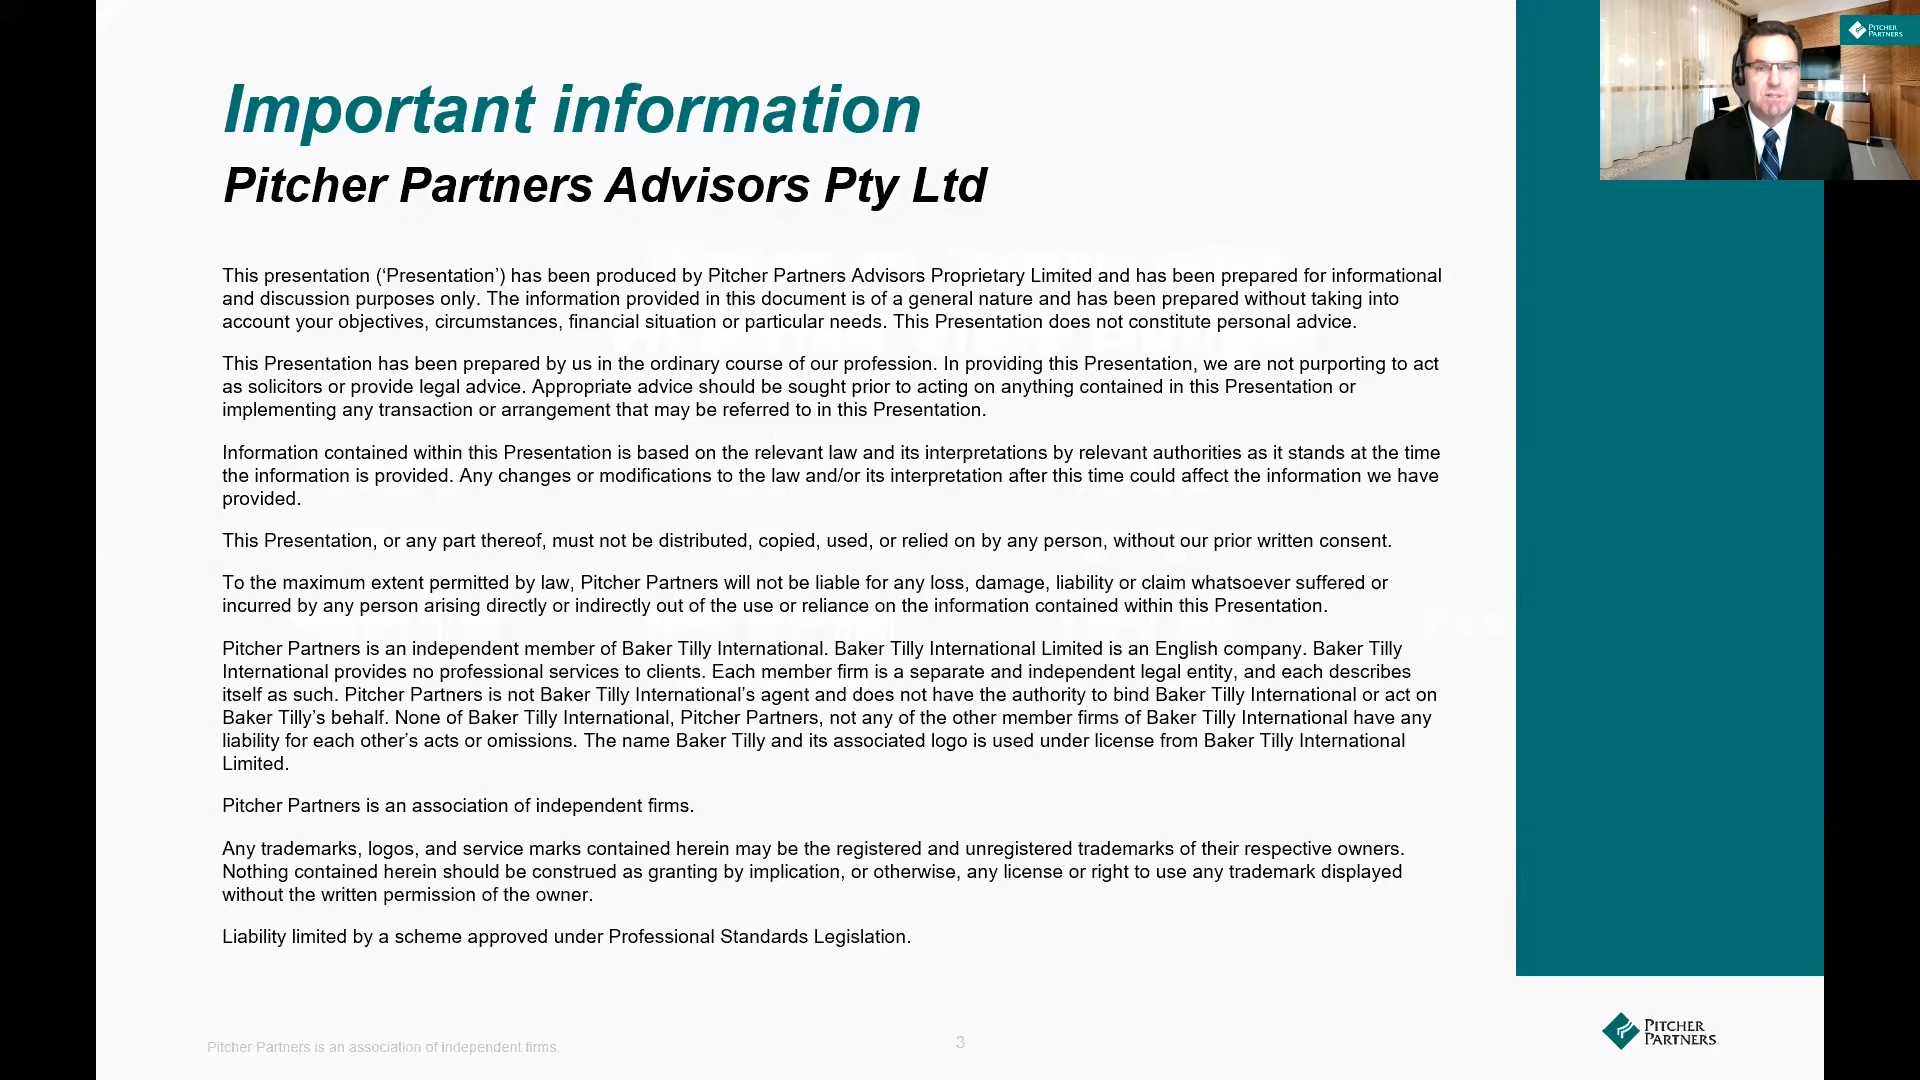 Important information
Pitcher Partners Advisors Pty Ltd
PITCHER
PARTNERS
This presentation (‘Presentation’) has been produced by Pitcher Partners Advisors Proprietary Limited and has been prepared for informational
and discussion purposes only. The information provided in this document is of a general nature and has been prepared without taking into
account your objectives, circumstances, financial situation or particular needs. This Presentation does not constitute personal advice.
This Presentation has been prepared by us in the ordinary course of our profession. In providing this Presentation, we are not purporting to act
as solicitors or provide legal advice. Appropriate advice should be sought prior to acting on anything contained in this Presentation or
implementing any transaction or arrangement that may be referred to in this Presentation.
Information contained within this Presentation is based on the relevant law and its interpretations by relevant authorities as it stands at the time
the information is provided. Any changes or modifications to the law and/or its interpretation after this time could affect the information we have
provided.
This Presentation, or any part thereof, must not be distributed, copied, used, or relied on by any person, without our prior written consent.
To the maximum extent permitted by law, Pitcher Partners will not be liable for any loss, damage, liability or claim whatsoever suffered or
incurred by any person arising directly or indirectly out of the use or reliance on the information contained within this Presentation.
Pitcher Partners is an independent member of Baker Tilly International. Baker Tilly International Limited is an English company. Baker Tilly
International provides no professional services to clients. Each member firm is a separate and independent legal entity, and each describes
itself as such. Pitcher Partners is not Baker Tilly International’s agent and does not have the authority to bind Baker Tilly International or act on
Baker Tilly’s behalf. None of Baker Tilly International, Pitcher Partners, not any of the other member firms of Baker Tilly International have any
liability for each other’s acts or omissions. The name Baker Tilly and its associated logo is used under license from Baker Tilly International
Limited.
Pitcher Partners is an association of independent firms.
Any trademarks, logos, and service marks contained herein may be the registered and unregistered trademarks of their respective owners.
Nothing contained herein should be construed as granting by implication, or otherwise, any license or right to use any trademark displayed
without the written permission of the owner.
Liability limited by a scheme approved under Professional Standards Legislation.
Pitcher Partners is an association of independent firms.
3
PITCHER
PARTNERS